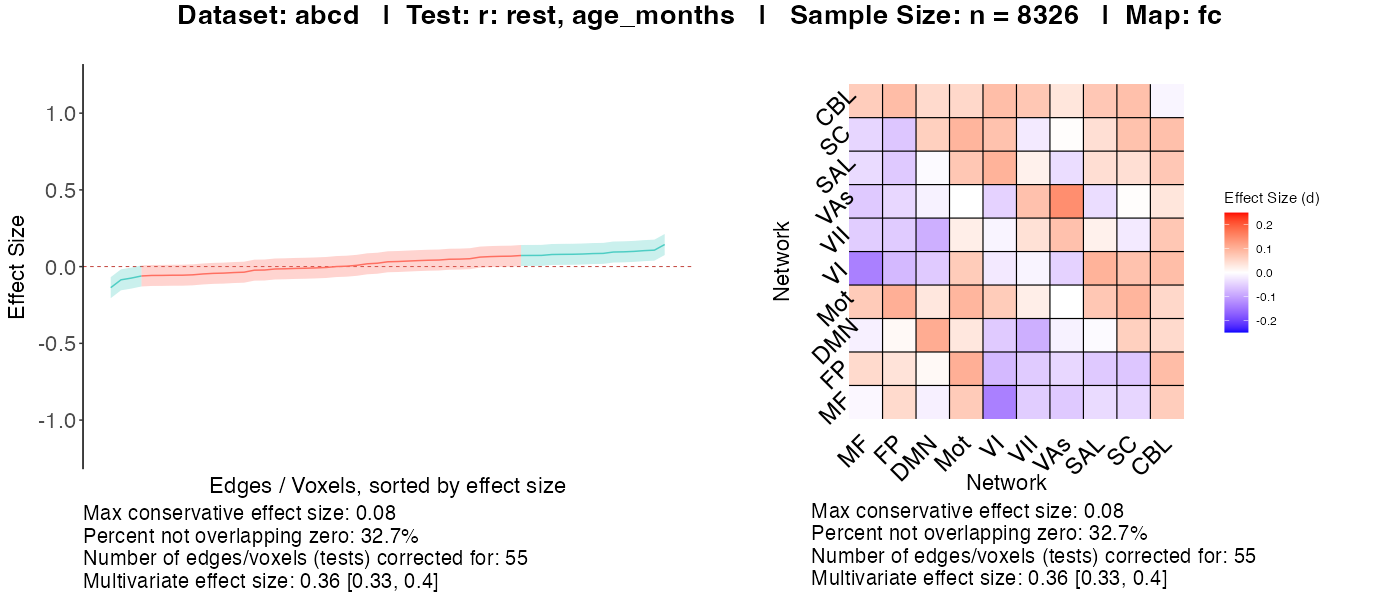 Dataset: abcd | Test: r: rest, age_months | Sample Size: n = 8326 | Map: fc
Effect Size
1.0
0.5
0.0
-0.5
-1.0
Edges / Voxels, sorted by effect size
Max conservative effect size: 0.08
Percent not overlapping zero: 32.7%
Number of edges/voxels (tests) corrected for: 55
Multivariate effect size: 0.36 [0.33, 0.4]
Network
CBL
SC
SAL
VAs
VII
VI
Mot
DMN
FP
MF
MF FP DMN Mot VI VII VAs SAL SC CBL
Network
Effect Size (d)
0.2
0.1
0.0
-0.1
-0.2
Max conservative effect size: 0.08
Percent not overlapping zero: 32.7%
Number of edges/voxels (tests) corrected for: 55
Multivariate effect size: 0.36 [0.33, 0.4]